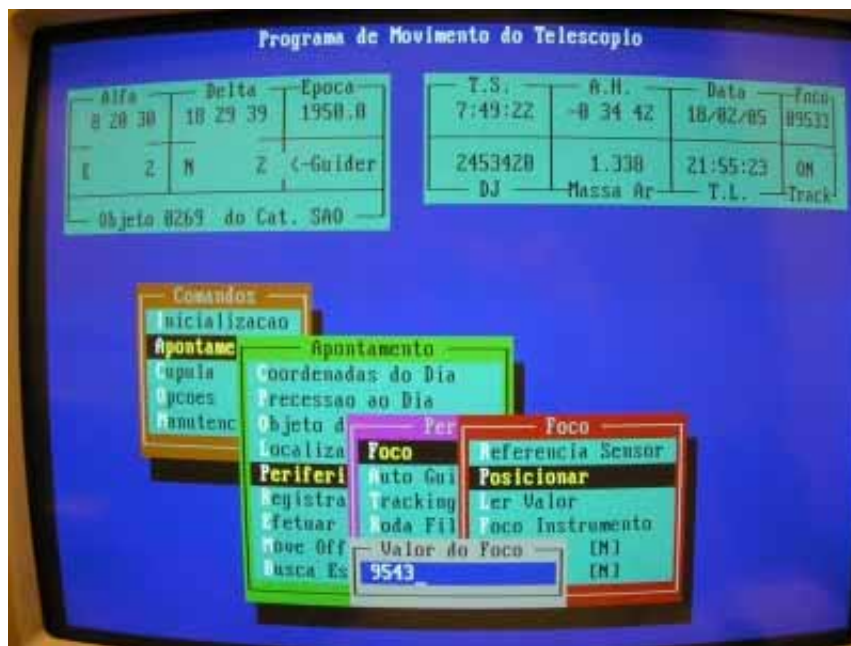 Programa de Movimento do Telescopio
Alfa Delta Epoca
8 20 30 18 29 39 1950.0
E 2 N 2 <-Guider
Objeto 0269 do Cat. SAO
T.S. A.H. Data Foco
7:49:22 -0 34 42 18/02/05 09533
2453420 1.338 21:55:23 ON
DJ Massa Ar T.L. Track
Comandos
Inicializacao
Apontame
Cupula
Opcoes
Manutenc
Apontamento
Coordenadas do Dia
Precessao ao Dia
Objeto d
Localiza
Periferi
Registra
Efetuar
Move Off
Busca Es
Per
Foco
Auto Gui
Tracking
Roda Fil
Foco
Referencia Sensor
Posicionar
Ler Valor
Foco Instrumento
[N]
[N]
Valor do Foco
9543_